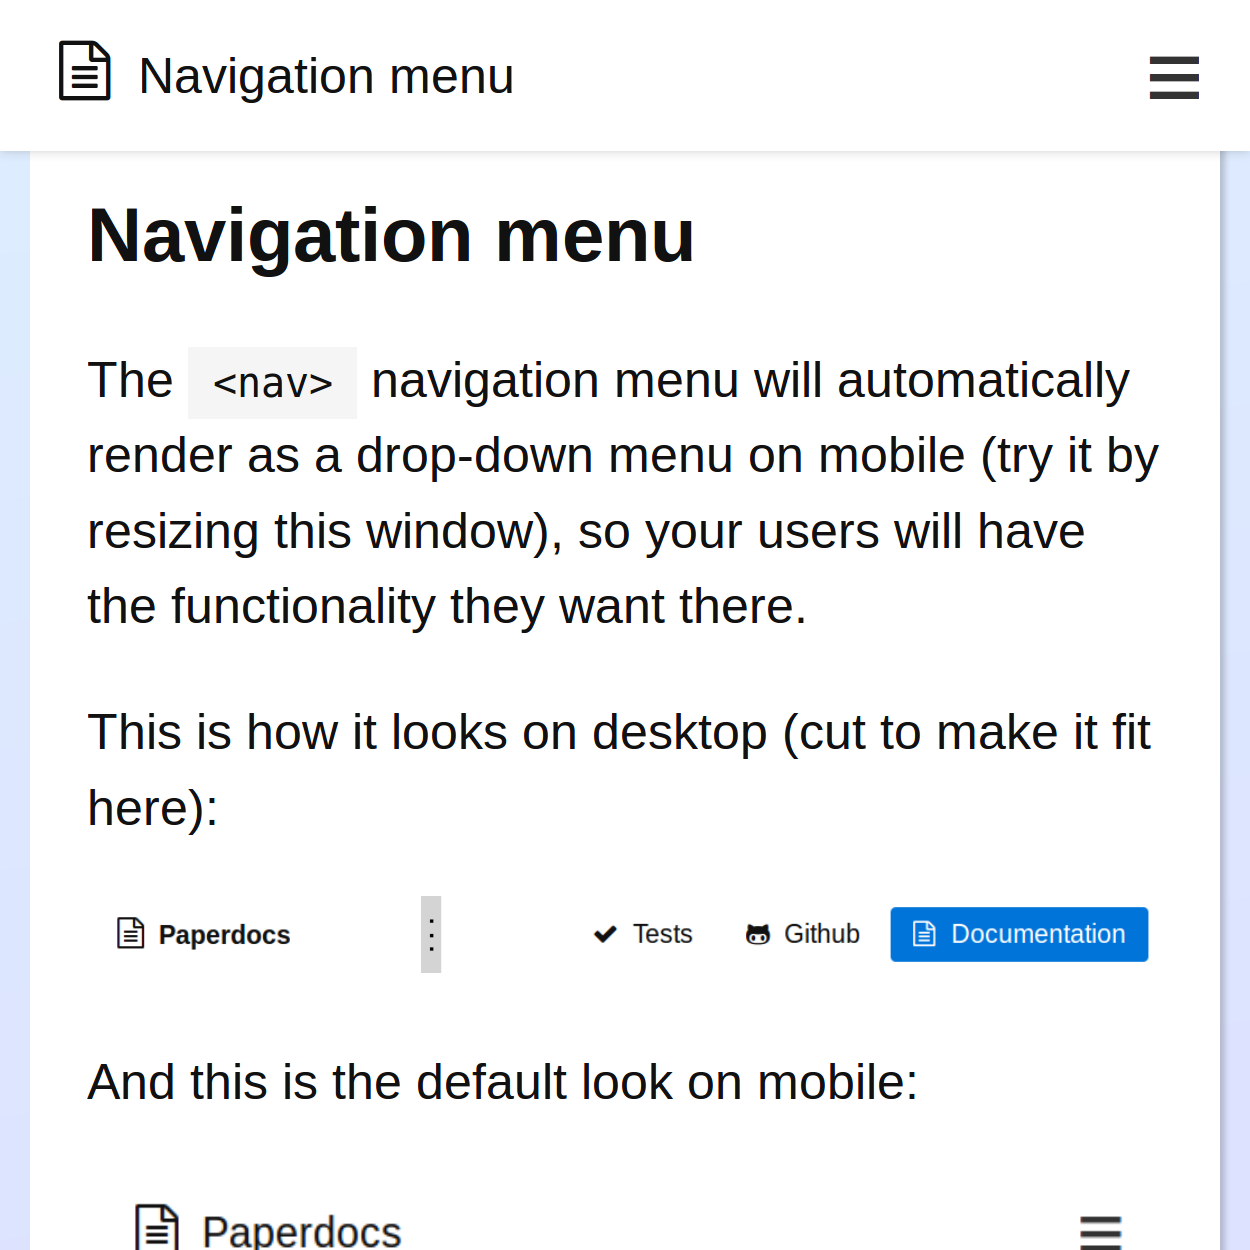 Navigation menu
Navigation menu
The <nav> navigation menu will automatically
render as a drop-down menu on mobile (try it by
resizing this window), so your users will have
the functionality they want there.
This is how it looks on desktop (cut to make it fit
here):
Paperdocs Tests Github Documentation
And this is the default look on mobile:
Paperdocs